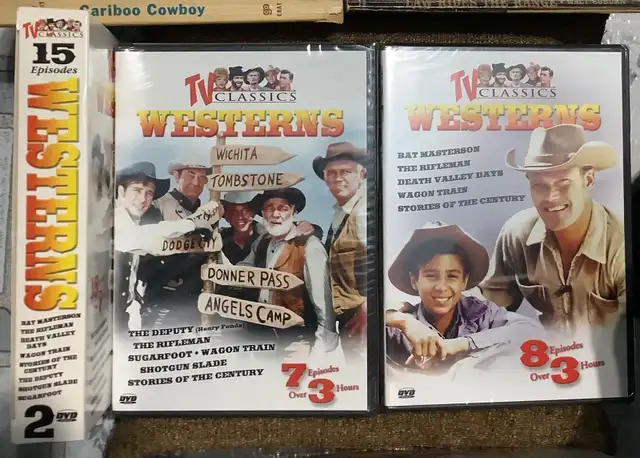 Cariboo Cowboy
LAW RIDES THE RANGE
TV CLASSICS
15
Episodes
WESTERNS
BAT MASTERSON
THE RIFLEMAN
DEATH VALLEY
DAYS
WAGON TRAIN
STORIES OF THE
CENTURY
THE DEPUTY
SHOTGUN SLADE
SUGARFOOT
2 DVD
TV CLASSICS
WESTERNS
WICHITA
TOMBSTONE
DODGE CITY
DONNER PASS
ANGELS CAMP
THE DEPUTY (Henry Fonda)
THE RIFLEMAN
SUGARFOOT • WAGON TRAIN
SHOTGUN SLADE
STORIES OF THE CENTURY
7 Episodes
Over 3 Hours
DVD
TV CLASSICS
WESTERNS
BAT MASTERSON
THE RIFLEMAN
DEATH VALLEY DAYS
WAGON TRAIN
STORIES OF THE CENTURY
8 Episodes
Over 3 Hours
DVD